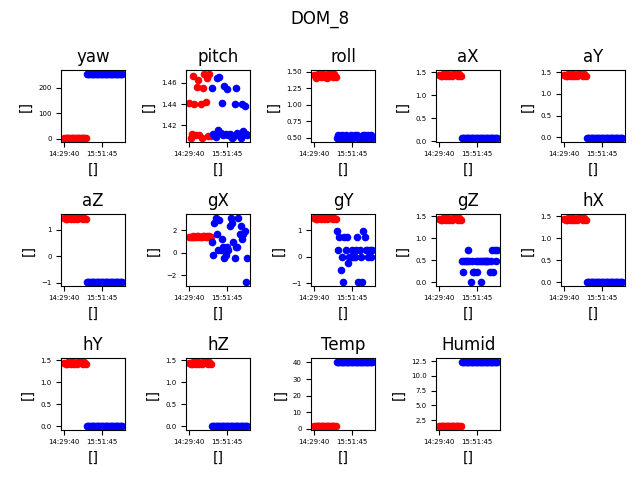 DOM_8
yaw pitch roll aX aY
200 1.46 1.50 1.5 1.5
1.25 1.0 1.0
100 1.44 1.00 0.5 0.5
1.42 0.75
0 0.50 0.0 0.0
[] [] [] [] []
14:29:40 15:51:45 14:29:40 15:51:45 14:29:40 15:51:45 14:29:40 15:51:45 14:29:40 15:51:45
[] [] [] [] []
aZ gX gY gZ hX
1 2 1 1.5 1.5
0 0 0 1.0 1.0
0.5 0.5
−1 −2 −1 0.0 0.0
[] [] [] [] []
14:29:40 15:51:45 14:29:40 15:51:45 14:29:40 15:51:45 14:29:40 15:51:45 14:29:40 15:51:45
[] [] [] [] []
hY hZ Temp Humid
1.5 1.5 40 12.5
1.0 1.0 30 10.0
20 7.5
0.5 0.5 10 5.0
0.0 0.0 0 2.5
[] [] [] []
14:29:40 15:51:45 14:29:40 15:51:45 14:29:40 15:51:45 14:29:40 15:51:45
[] [] [] []